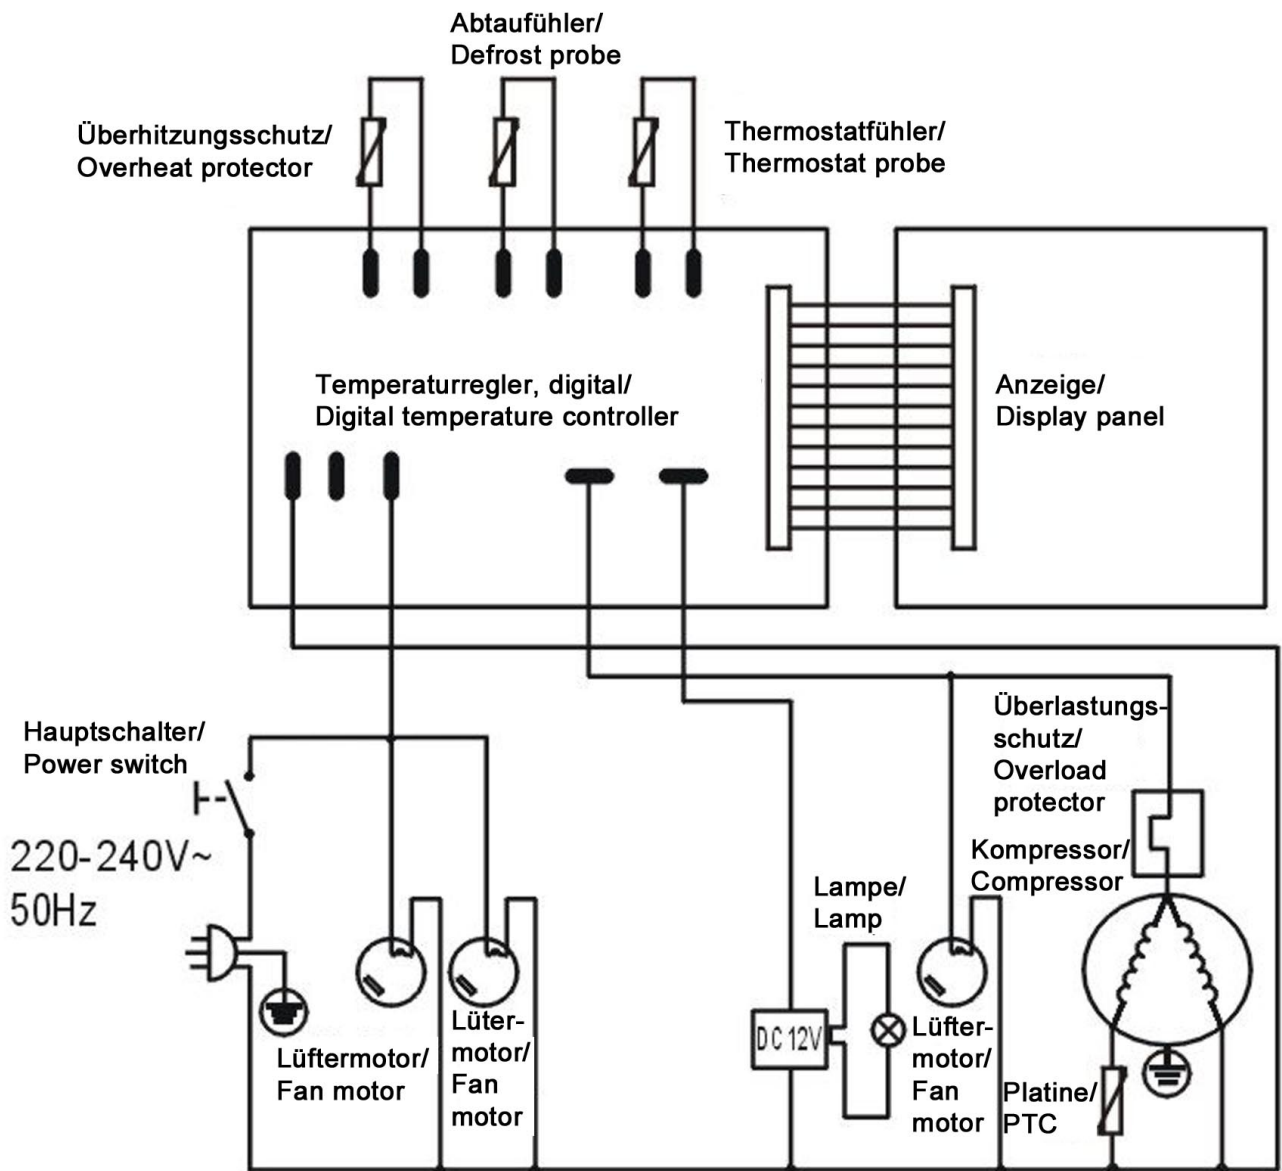 Abtaufühler/
Defrost probe
Überhitzungsschutz/
Overheat protector
Thermostatfühler/
Thermostat probe
Temperaturregler, digital/
Digital temperature controller
Anzeige/
Display panel
Hauptschalter/
Power switch
220-240V~
50Hz
Überlastungs-
schutz/
Overload
protector
Kompressor/
Compressor
Lampe/
Lamp
DC 12V
Lüftermotor/
Fan motor
Lüter-
motor/
Fan
motor
Lüfter-
motor/
Fan
motor
Platine/
PTC